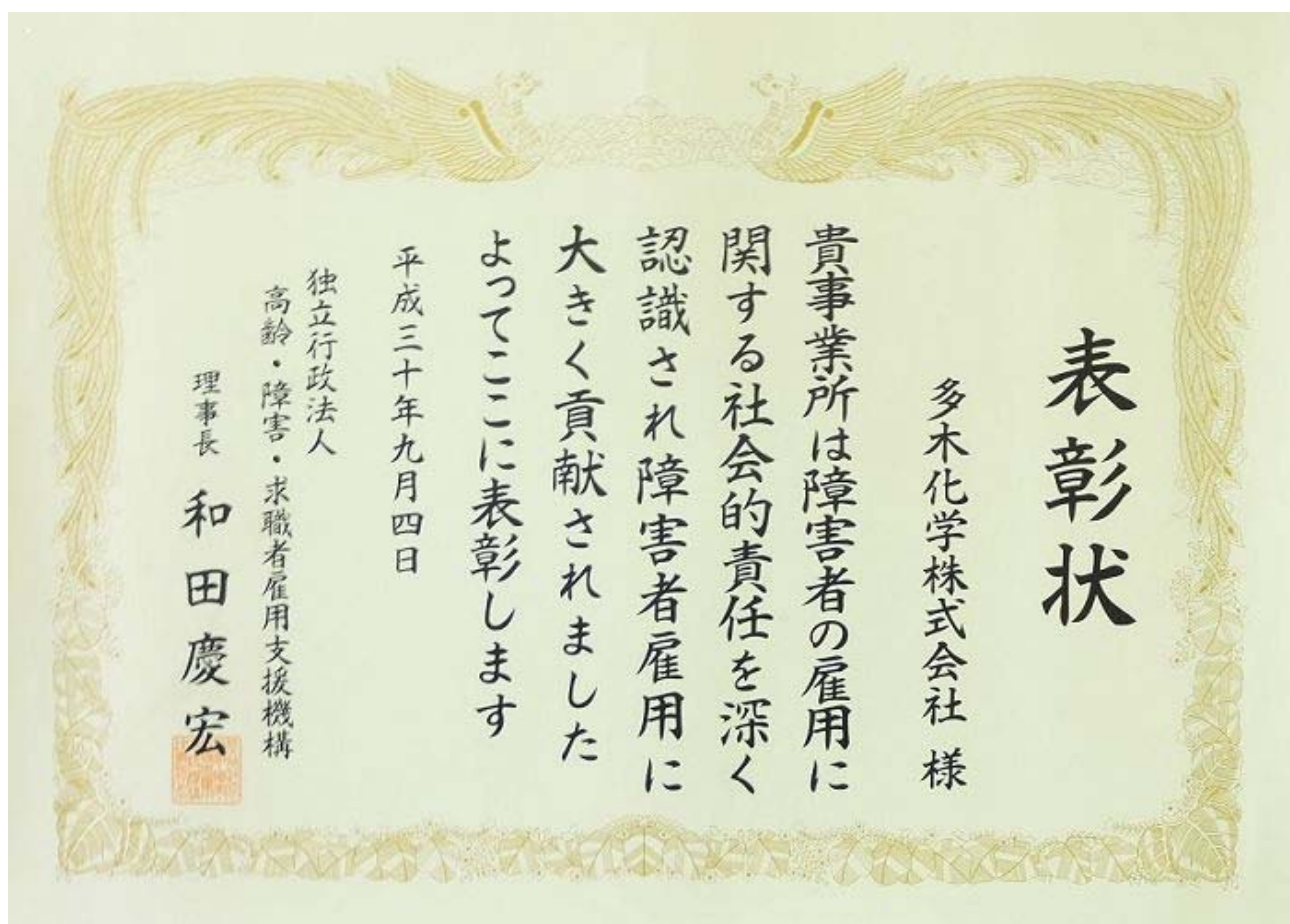 表彰状
多木化学株式会社 様
貴事業所は障害者の雇用に
関する社会的責任を深く
認識され障害者雇用に
大きく貢献されました
よってここに表彰します
平成三十年九月四日
独立行政法人
高齢・障害・求職者雇用支援機構
理事長 和田慶宏